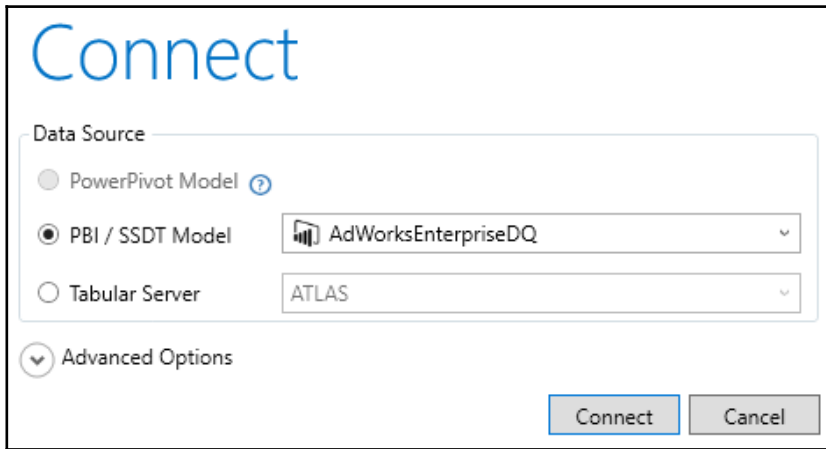 Connect
Data Source
PowerPivot Model ?
PBI / SSDT Model AdWorksEnterpriseDQ
Tabular Server ATLAS
Advanced Options
Connect Cancel